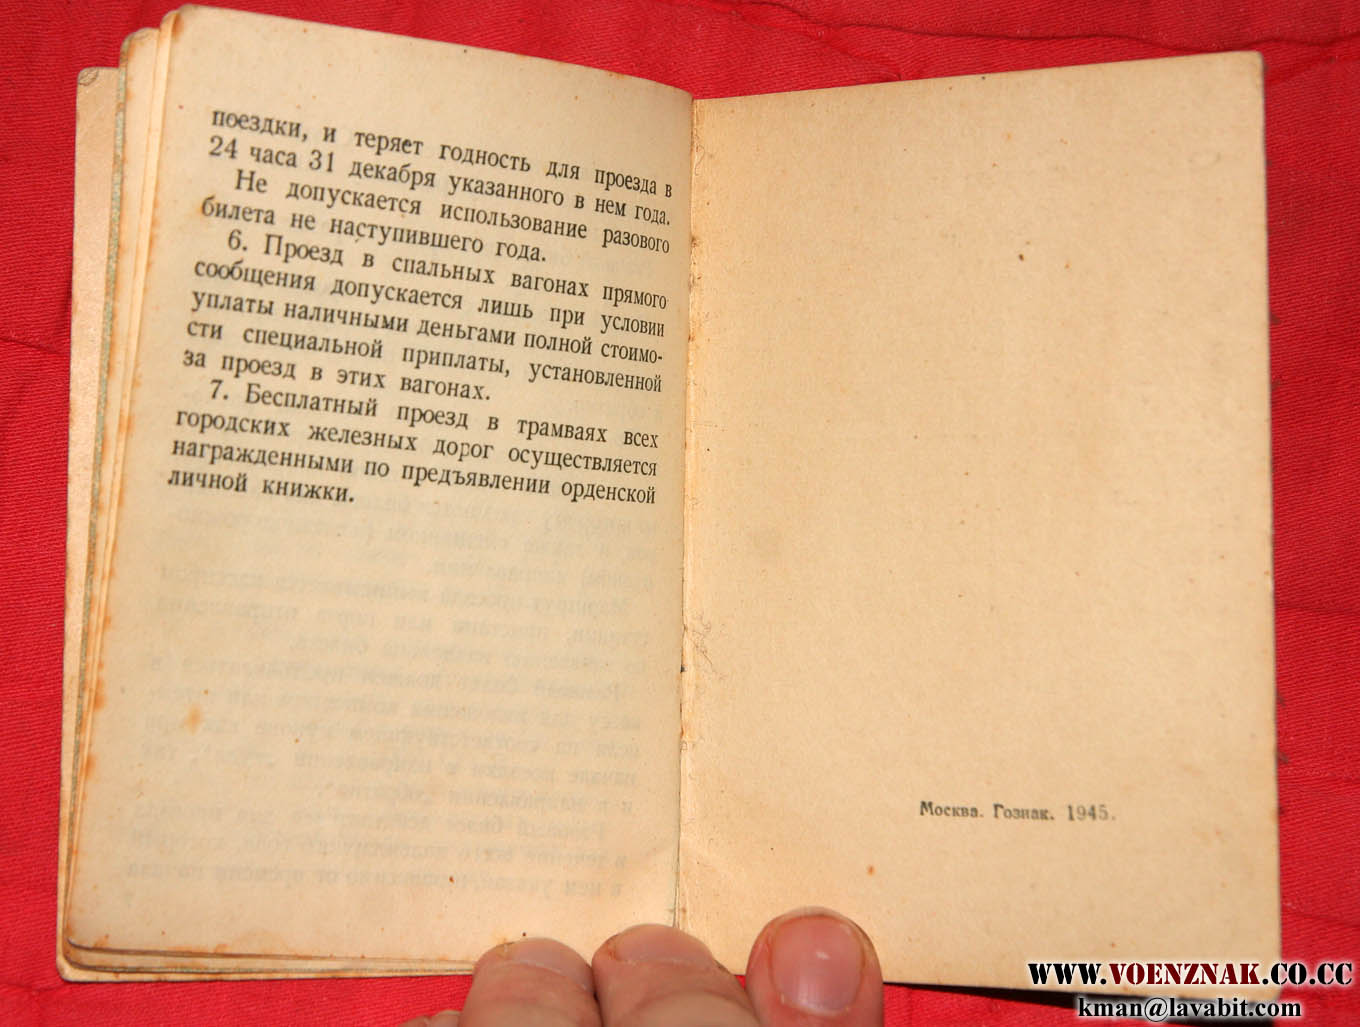 поездки, и теряет годность для проезда в
24 часа 31 декабря указанного в нем года.
Не допускается использование разового
билета не наступившего года.
6. Проезд в спальных вагонах прямого
сообщения допускается лишь при условии
уплаты наличными деньгами полной стоимо-
сти специальной приплаты, установленной
за проезд в этих вагонах.
7. Бесплатный проезд в трамваях всех
городских железных дорог осуществляется
награжденными по предъявлении орденской
личной книжки.
Москва. Гознак. 1945.
WWW.VOENZNAK.CO.CC
kman@lavabit.com